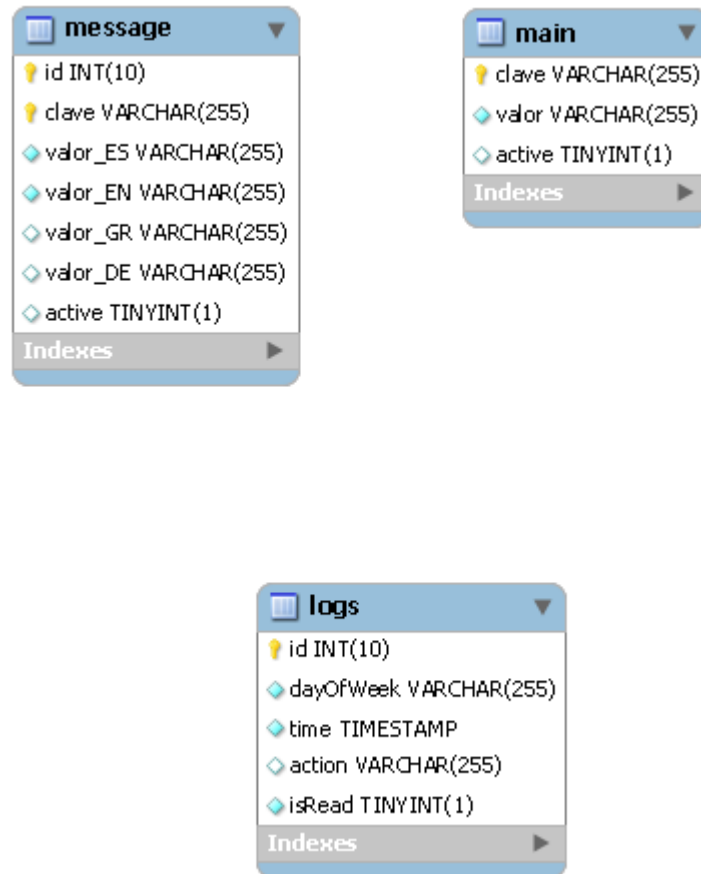 message
id INT(10)
clave VARCHAR(255)
valor_ES VARCHAR(255)
valor_EN VARCHAR(255)
valor_GR VARCHAR(255)
valor_DE VARCHAR(255)
active TINYINT(1)
Indexes
main
clave VARCHAR(255)
valor VARCHAR(255)
active TINYINT(1)
Indexes
logs
id INT(10)
dayOfWeek VARCHAR(255)
time TIMESTAMP
action VARCHAR(255)
isRead TINYINT(1)
Indexes